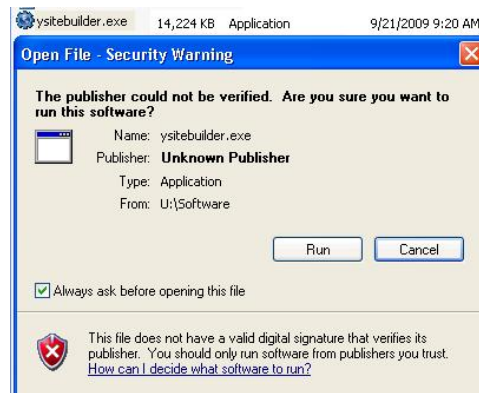 ysitebuilder.exe 14,224 KB Application 9/21/2009 9:20 AM
Open File - Security Warning
The publisher could not be verified. Are you sure you want to
run this software?
Name: ysitebuilder.exe
Publisher: Unknown Publisher
Type: Application
From: U:\Software
Run Cancel
Always ask before opening this file
This file does not have a valid digital signature that verifies its
publisher. You should only run software from publishers you trust.
How can I decide what software to run?